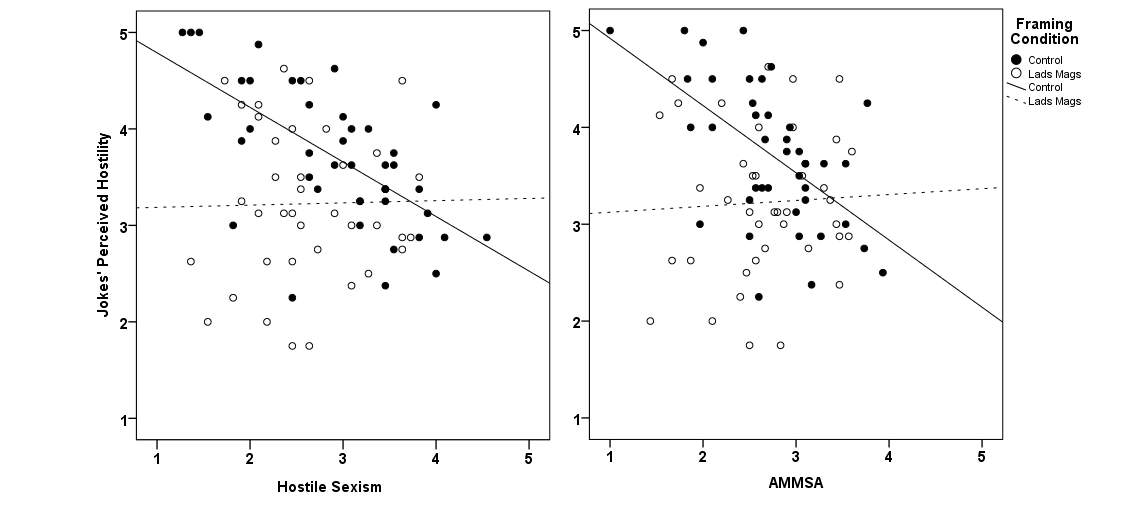 Jokes' Perceived Hostility
5
4
3
2
1
1 2 3 4 5
Hostile Sexism
5
4
3
2
1
1 2 3 4 5
AMMSA
Framing
Condition
Control
Lads Mags
Control
Lads Mags